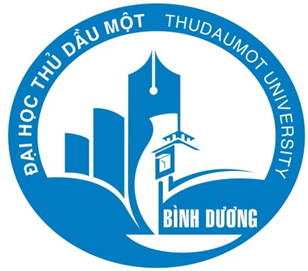 ĐẠI HỌC THỦ DẦU MỘT
THUDAUMOT UNIVERSITY
BÌNH DƯƠNG